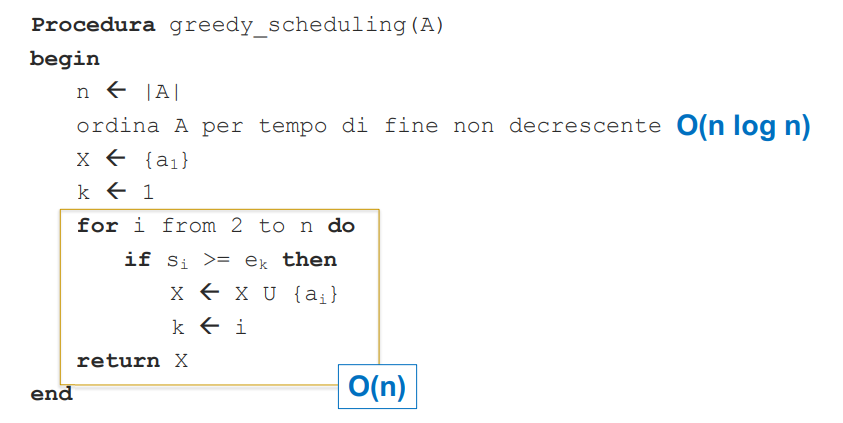 Procedura greedy_scheduling(A)
begin
n ← |A|
ordina A per tempo di fine non decrescente O(n log n)
X ← {a₁}
k ← 1
for i from 2 to n do
if sᵢ >= eₖ then
X ← X U {aᵢ}
k ← i
return X
end O(n)